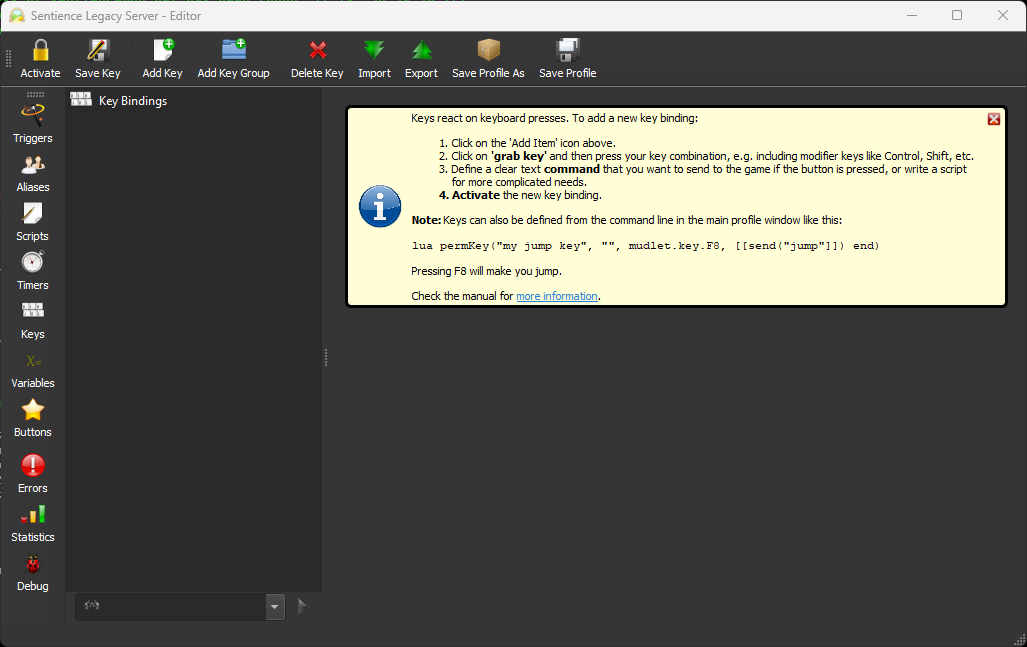 Sentience Legacy Server - Editor
Activate
Save Key
Add Key
Add Key Group
Delete Key
Import
Export
Save Profile As
Save Profile
Triggers
Aliases
Scripts
Timers
Keys
X=
Variables
Buttons
Errors
Statistics
Debug
Key Bindings
Keys react on keyboard presses. To add a new key binding:
1. Click on the 'Add Item' icon above.
2. Click on 'grab key' and then press your key combination, e.g. including modifier keys like Control, Shift, etc.
3. Define a clear text command that you want to send to the game if the button is pressed, or write a script
for more complicated needs.
4. Activate the new key binding.
Note: Keys can also be defined from the command line in the main profile window like this:
lua permKey("my jump key", "", mudlet.key.F8, [[send("jump"]]) end)
Pressing F8 will make you jump.
Check the manual for more information.